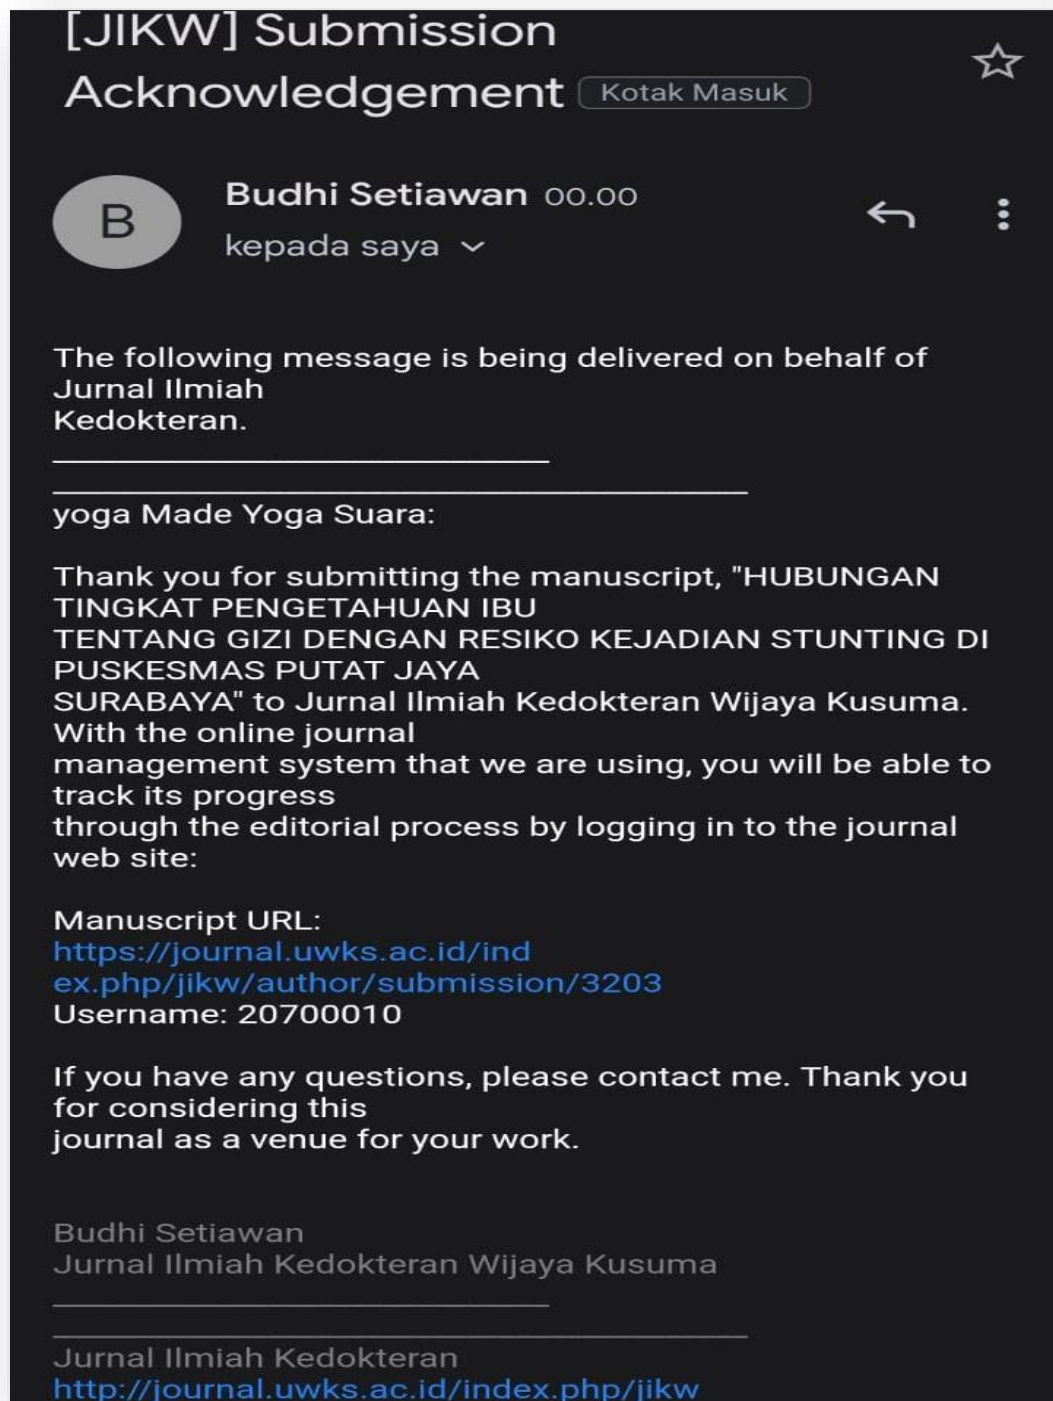 [JIKW] Submission
Acknowledgement Kotak Masuk
B
Budhi Setiawan 00.00
kepada saya
The following message is being delivered on behalf of
Jurnal Ilmiah
Kedokteran.
yoga Made Yoga Suara:
Thank you for submitting the manuscript, "HUBUNGAN
TINGKAT PENGETAHUAN IBU
TENTANG GIZI DENGAN RESIKO KEJADIAN STUNTING DI
PUSKESMAS PUTAT JAYA
SURABAYA" to Jurnal Ilmiah Kedokteran Wijaya Kusuma.
With the online journal
management system that we are using, you will be able to
track its progress
through the editorial process by logging in to the journal
web site:
Manuscript URL:
https://journal.uwks.ac.id/ind
ex.php/jikw/author/submission/3203
Username: 20700010
If you have any questions, please contact me. Thank you
for considering this
journal as a venue for your work.
Budhi Setiawan
Jurnal Ilmiah Kedokteran Wijaya Kusuma
Jurnal Ilmiah Kedokteran
http://journal.uwks.ac.id/index.php/jikw